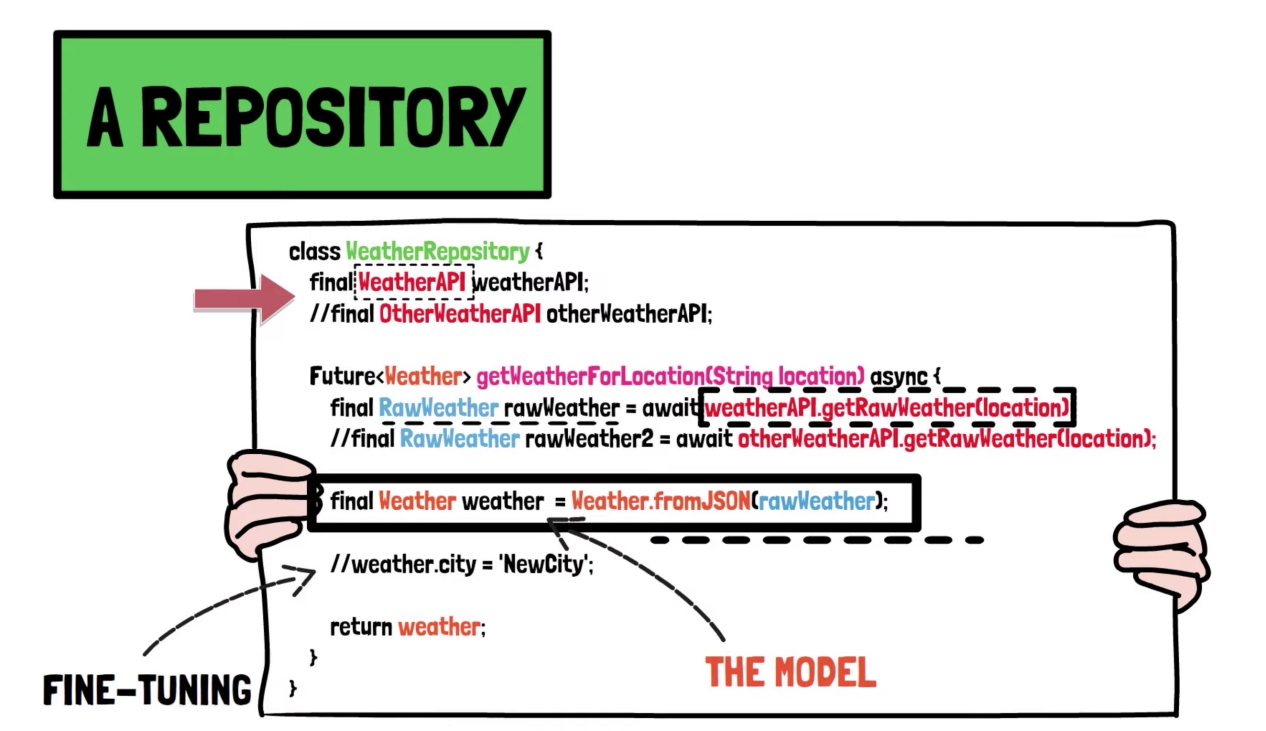 A REPOSITORY
class WeatherRepository {
final WeatherAPI weatherAPI;
//final OtherWeatherAPI otherWeatherAPI;
Future<Weather> getWeatherForLocation(String location) async {
final RawWeather rawWeather = await weatherAPI.getRawWeather(location)
//final RawWeather rawWeather2 = await otherWeatherAPI.getRawWeather(location);
final Weather weather = Weather.fromJSON(rawWeather);
//weather.city = 'NewCity';
return weather;
}
}
FINE-TUNING
THE MODEL